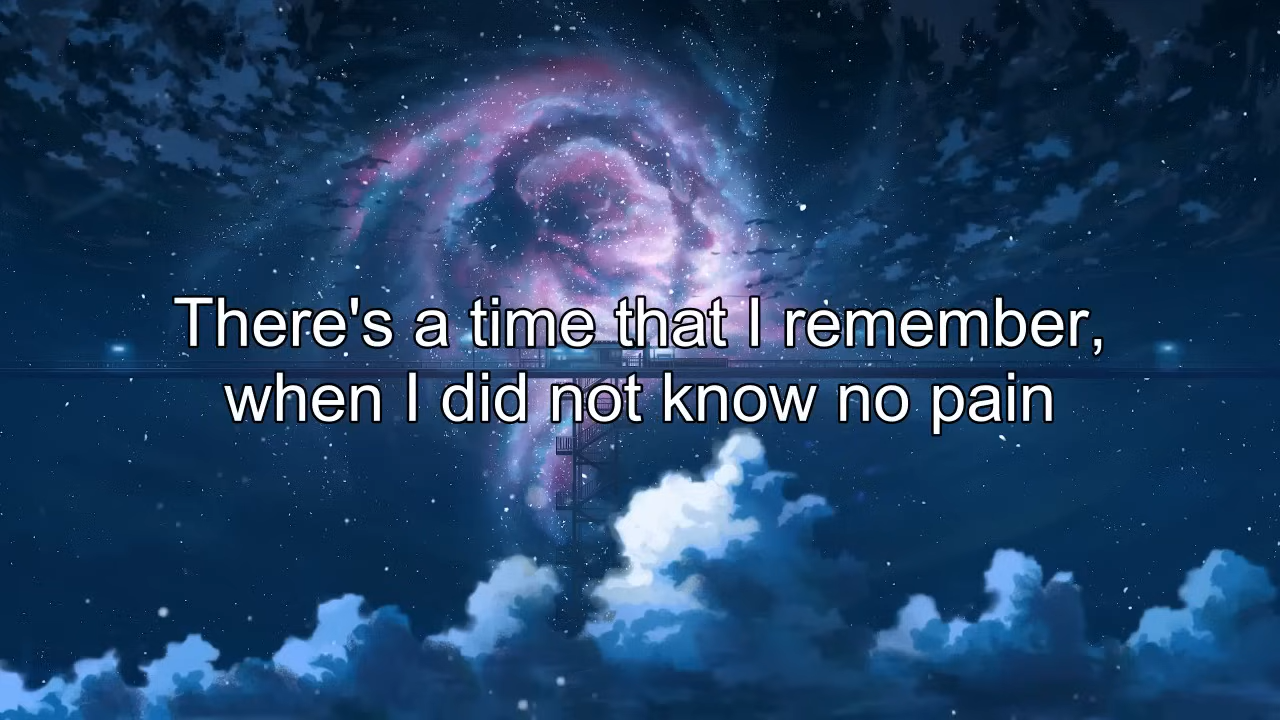 There's a time that I remember,
when I did not know no pain